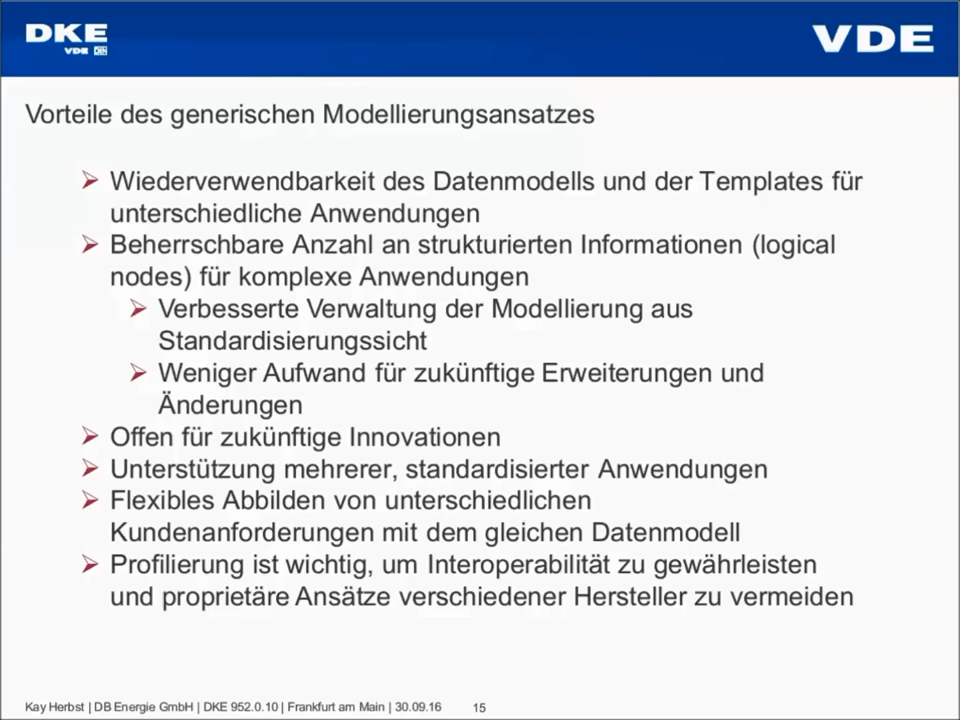 DKE
VDE DIN
VDE
Vorteile des generischen Modellierungsansatzes
Wiederverwendbarkeit des Datenmodells und der Templates für
unterschiedliche Anwendungen
Beherrschbare Anzahl an strukturierten Informationen (logical
nodes) für komplexe Anwendungen
Verbesserte Verwaltung der Modellierung aus
Standardisierungssicht
Weniger Aufwand für zukünftige Erweiterungen und
Änderungen
Offen für zukünftige Innovationen
Unterstützung mehrerer, standardisierter Anwendungen
Flexibles Abbilden von unterschiedlichen
Kundenanforderungen mit dem gleichen Datenmodell
Profilierung ist wichtig, um Interoperabilität zu gewährleisten
und proprietäre Ansätze verschiedener Hersteller zu vermeiden
Kay Herbst | DB Energie GmbH | DKE 952.0.10 | Frankfurt am Main | 30.09.16 15